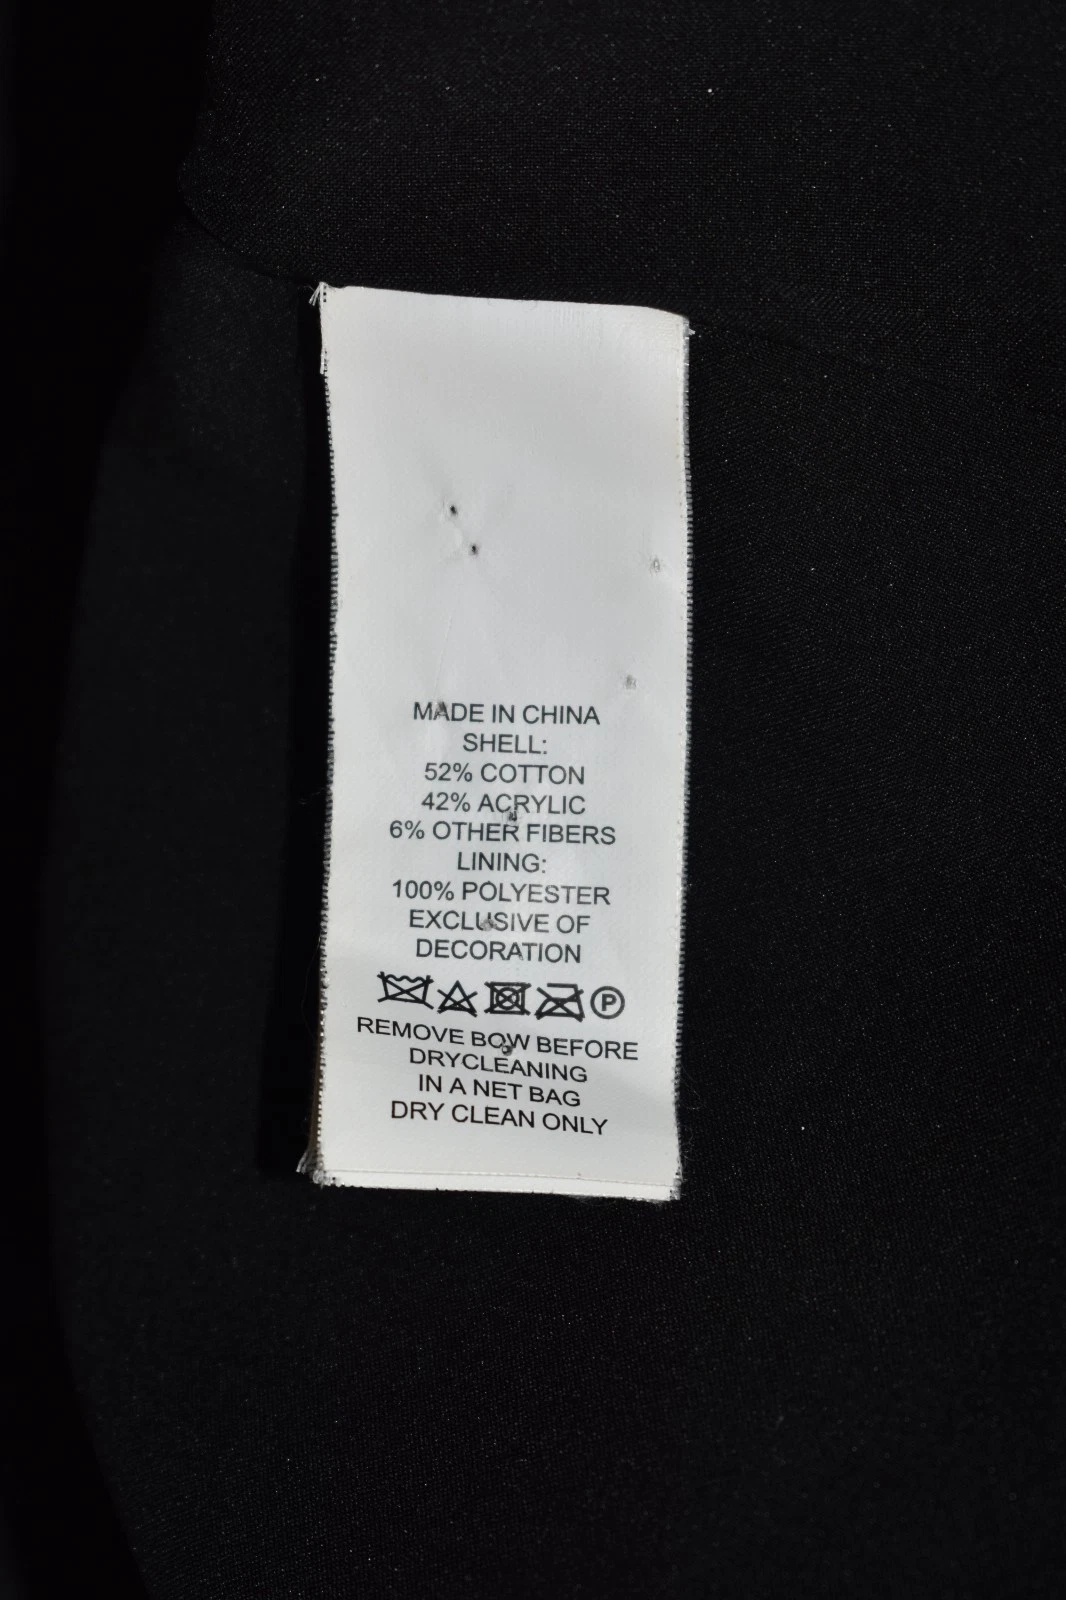 MADE IN CHINA
SHELL:
52% COTTON
42% ACRYLIC
6% OTHER FIBERS
LINING:
100% POLYESTER
EXCLUSIVE OF
DECORATION
P
REMOVE BOW BEFORE
DRYCLEANING
IN A NET BAG
DRY CLEAN ONLY